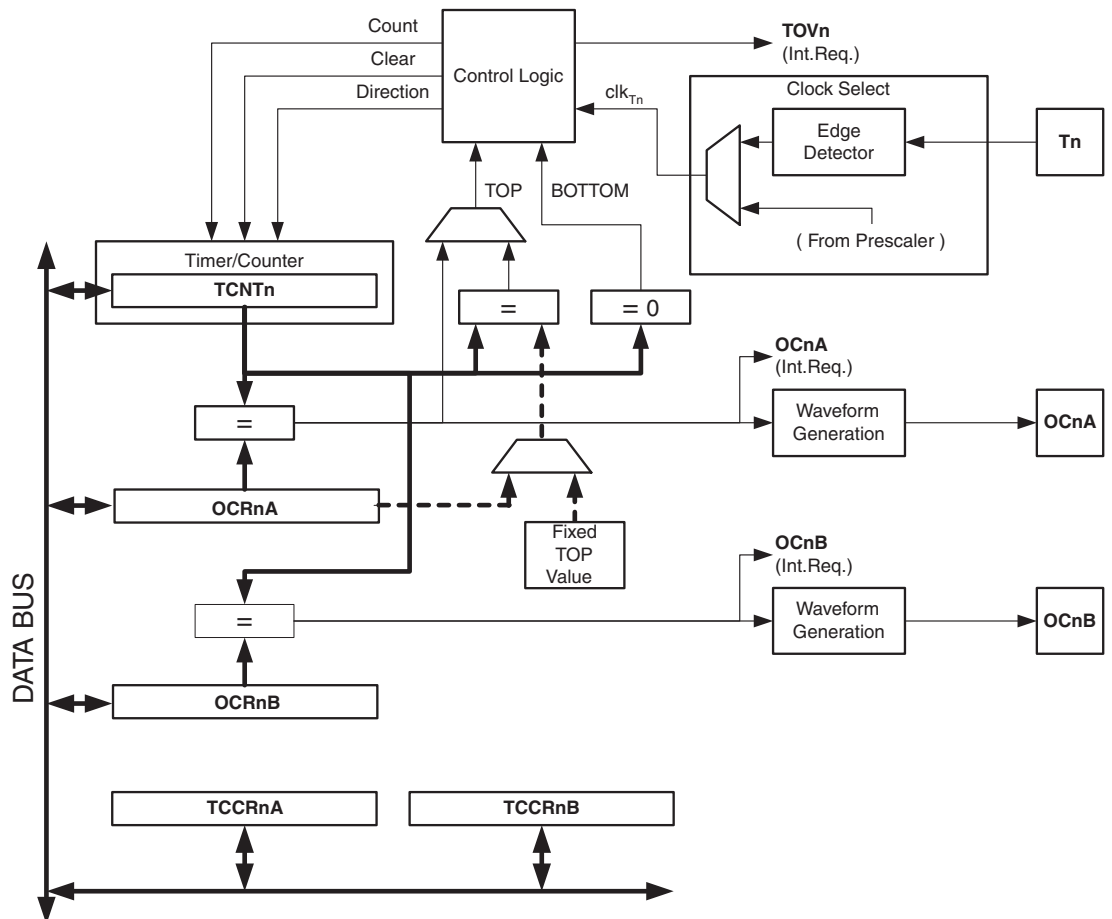 Count
Clear
Direction
Control Logic
TOVn
(Int.Req.)
clkTn
Clock Select
Edge
Detector
Tn
( From Prescaler )
TOP
BOTTOM
Timer/Counter
TCNTn
=
= 0
OCnA
(Int.Req.)
=
Waveform
Generation
OCnA
OCRnA
Fixed
TOP
Value
OCnB
(Int.Req.)
=
Waveform
Generation
OCnB
OCRnB
DATA BUS
TCCRnA
TCCRnB